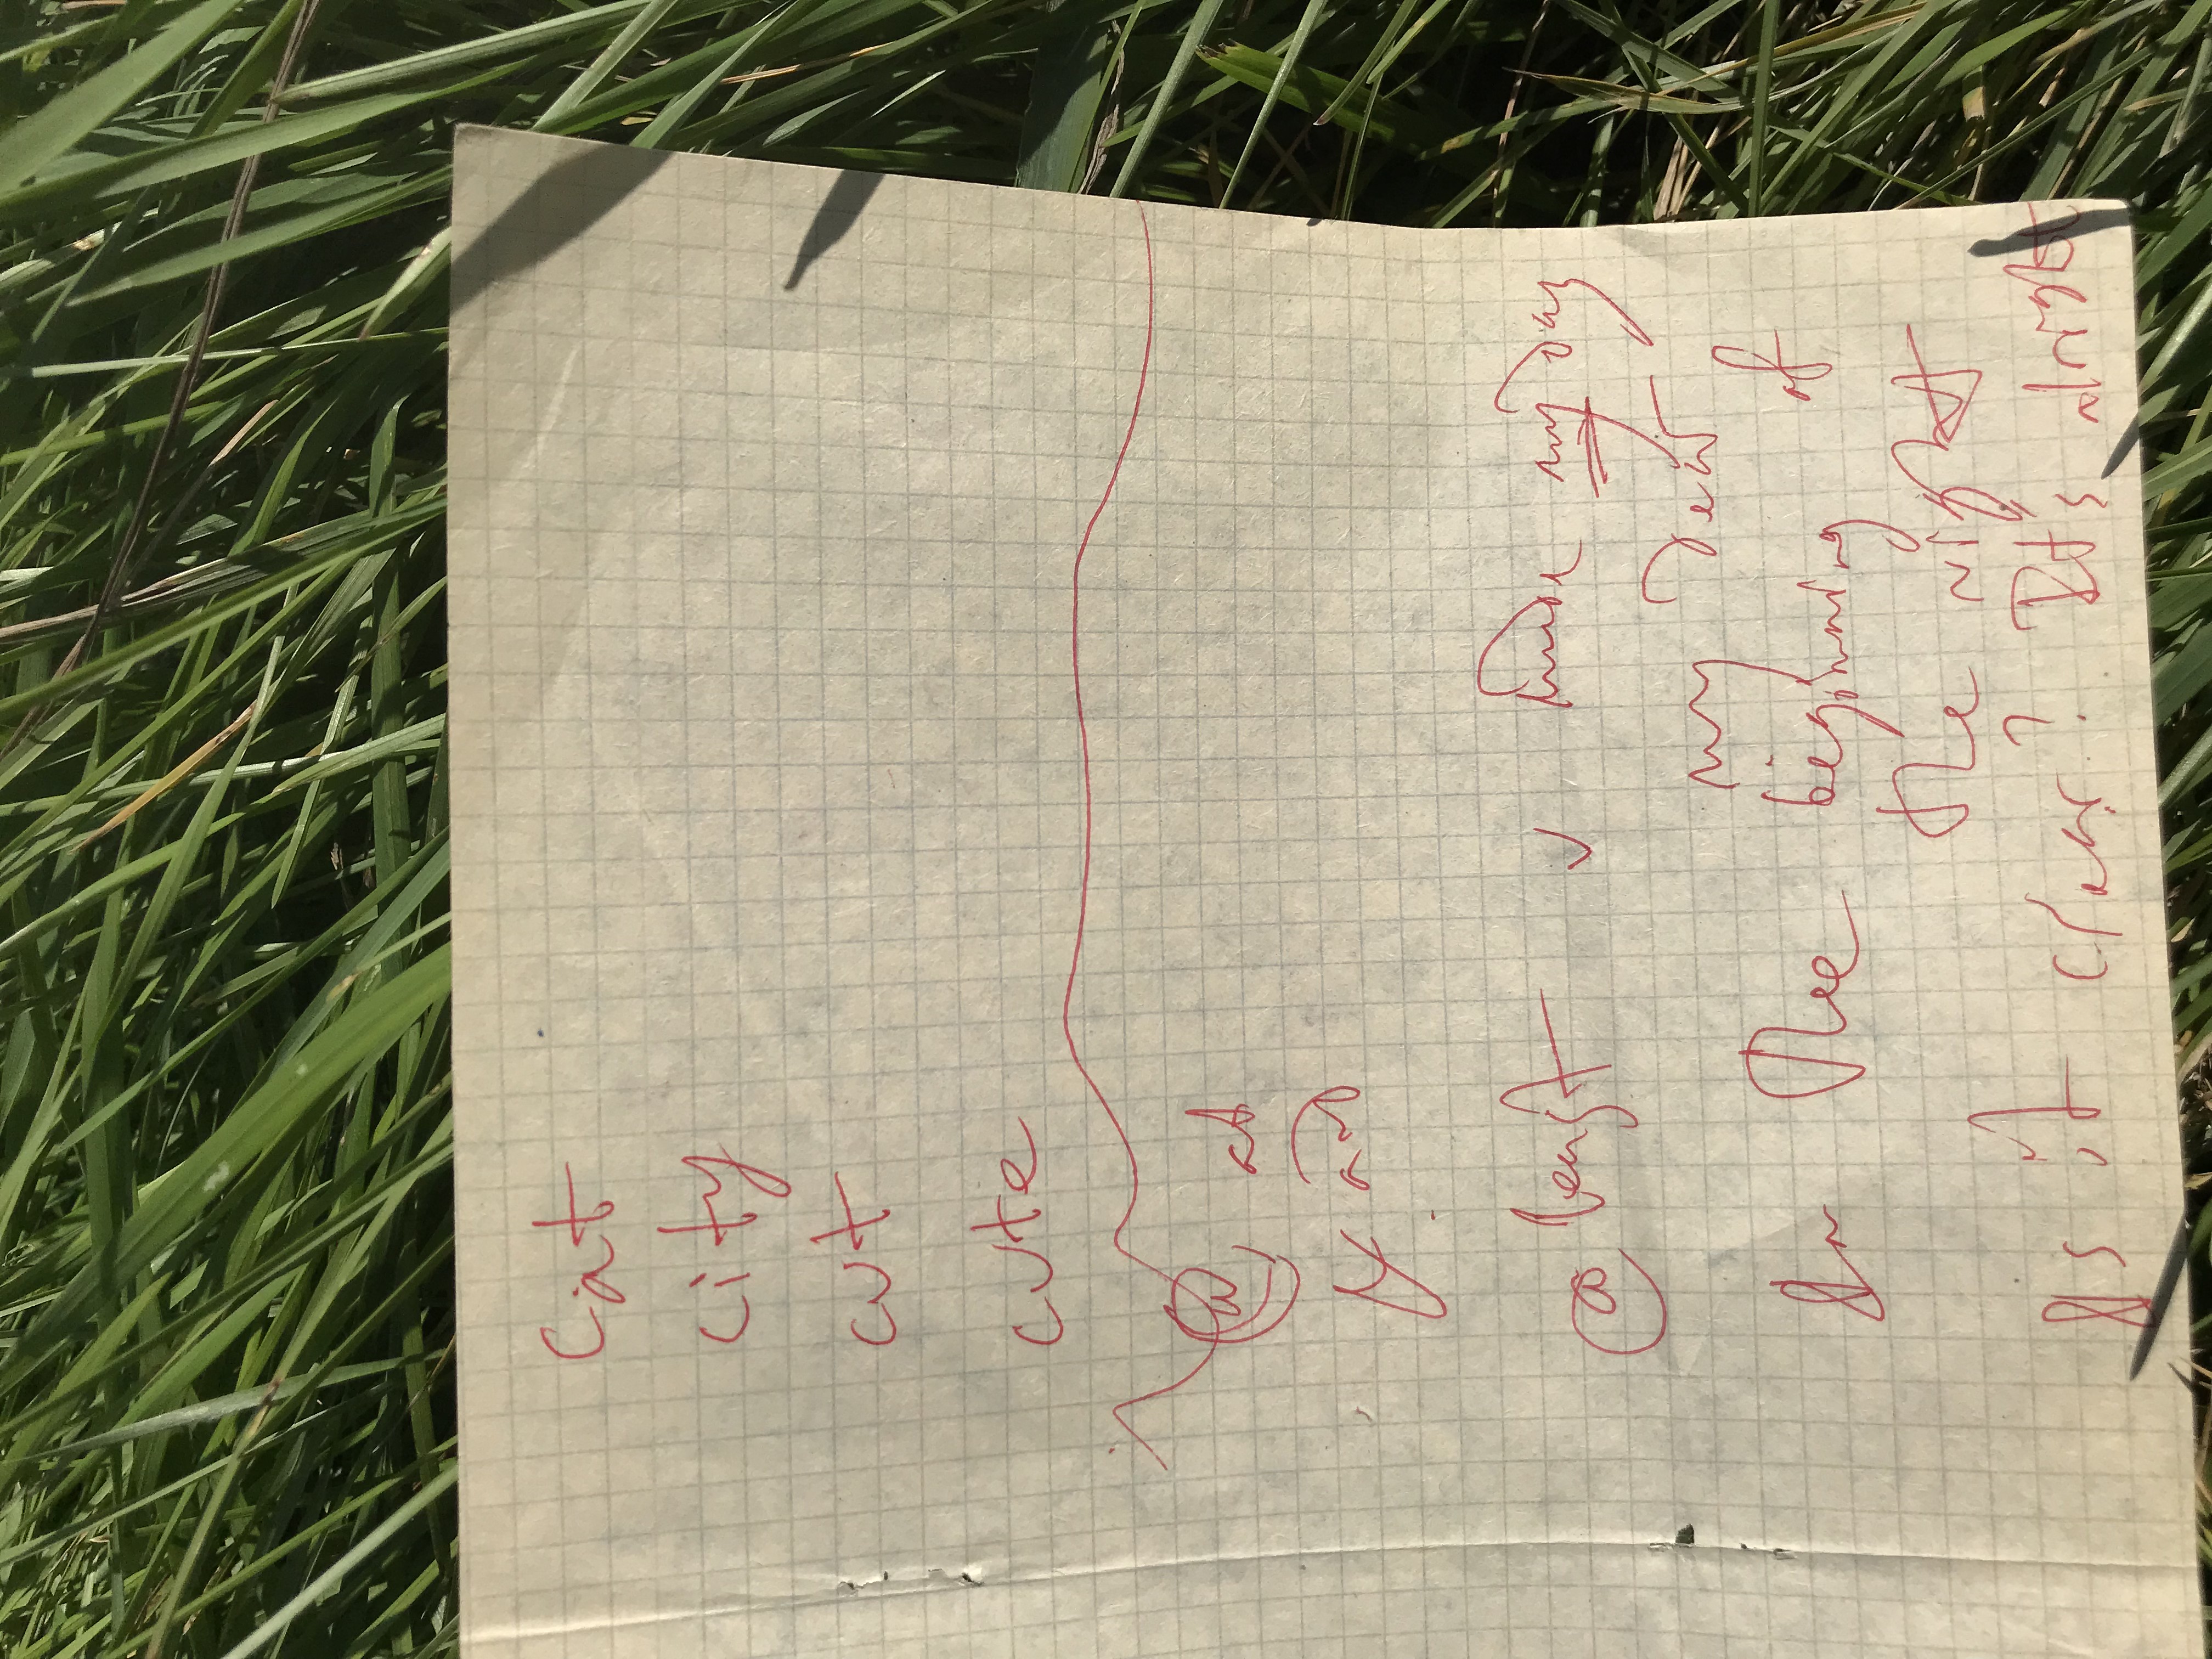 Cat
city
cut
cute
@ at
& and
@ least v made my day
my dear
In the beginning of
the night
Is it clear? It's alright